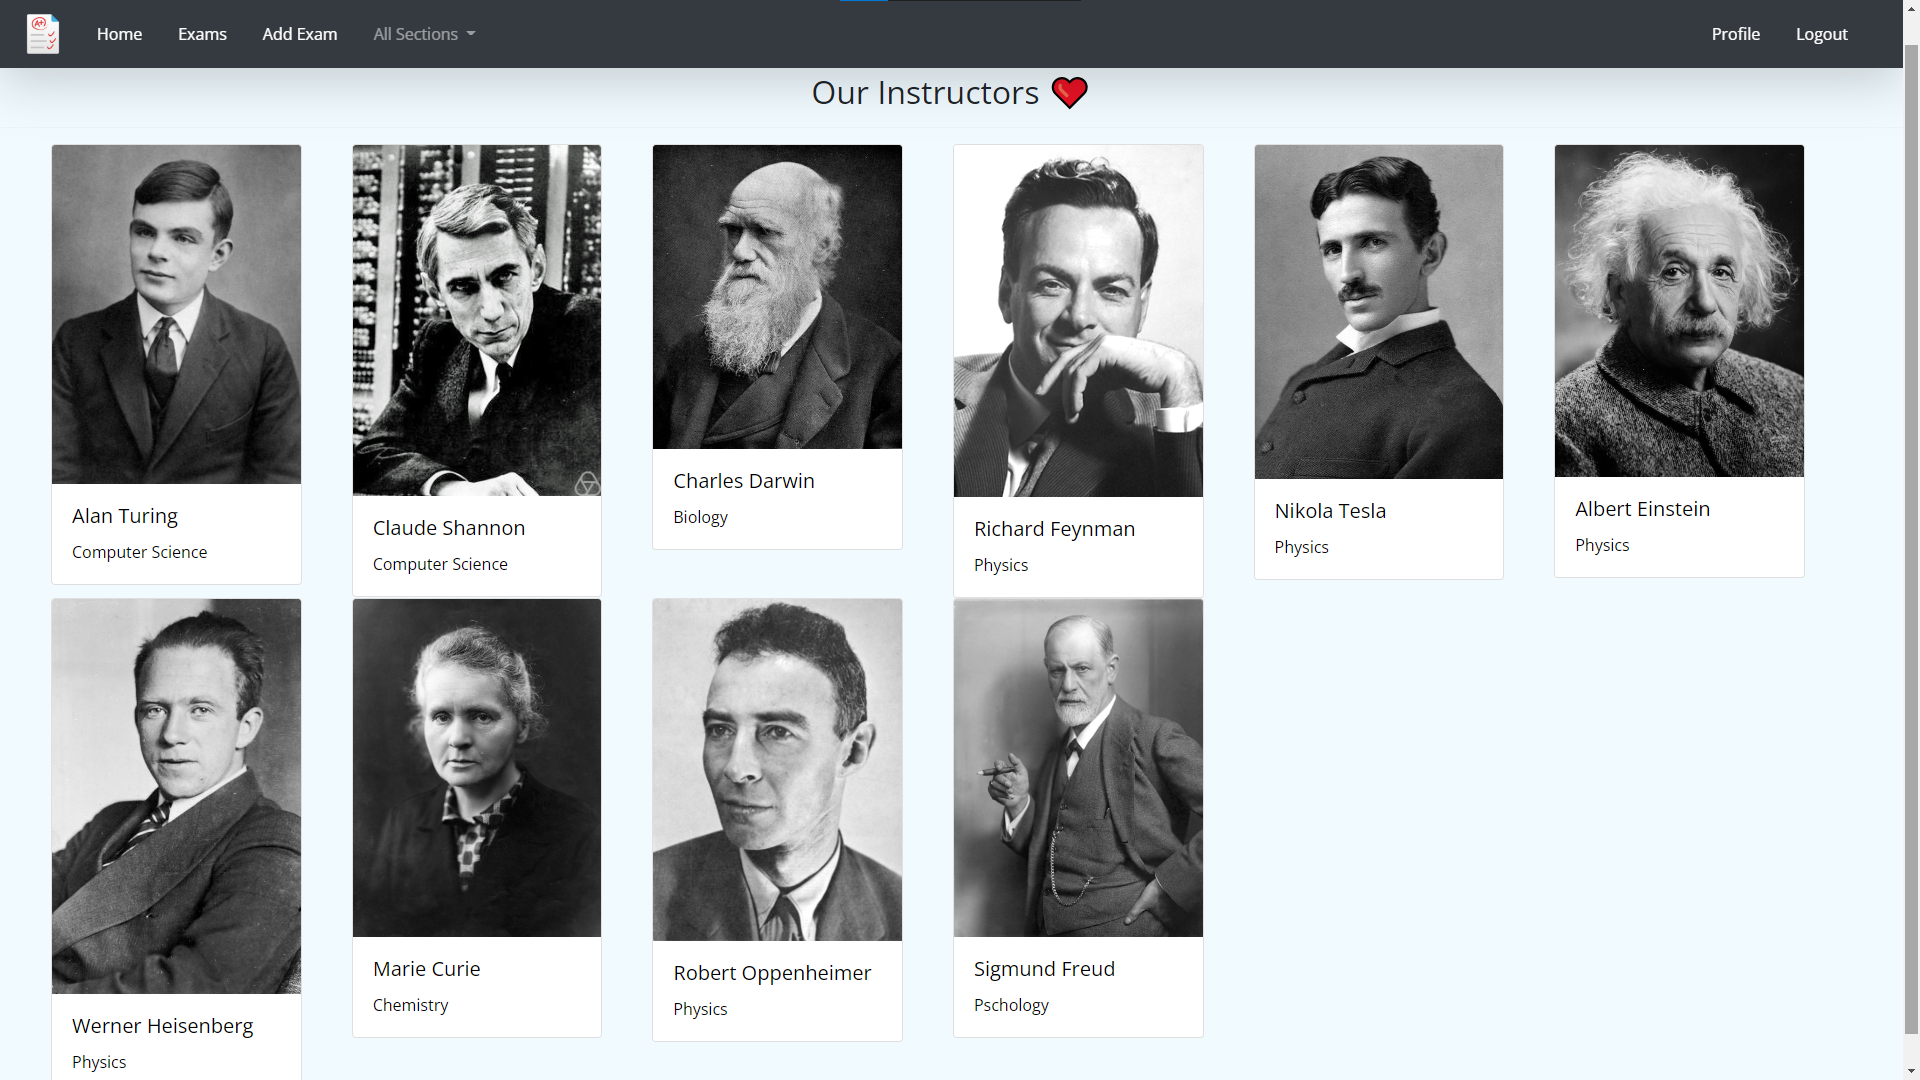 A+
Home Exams Add Exam All Sections Profile Logout
Our Instructors
Alan Turing
Computer Science
Claude Shannon
Computer Science
Charles Darwin
Biology
Richard Feynman
Physics
Nikola Tesla
Physics
Albert Einstein
Physics
Werner Heisenberg
Physics
Marie Curie
Chemistry
Robert Oppenheimer
Physics
Sigmund Freud
Pschology